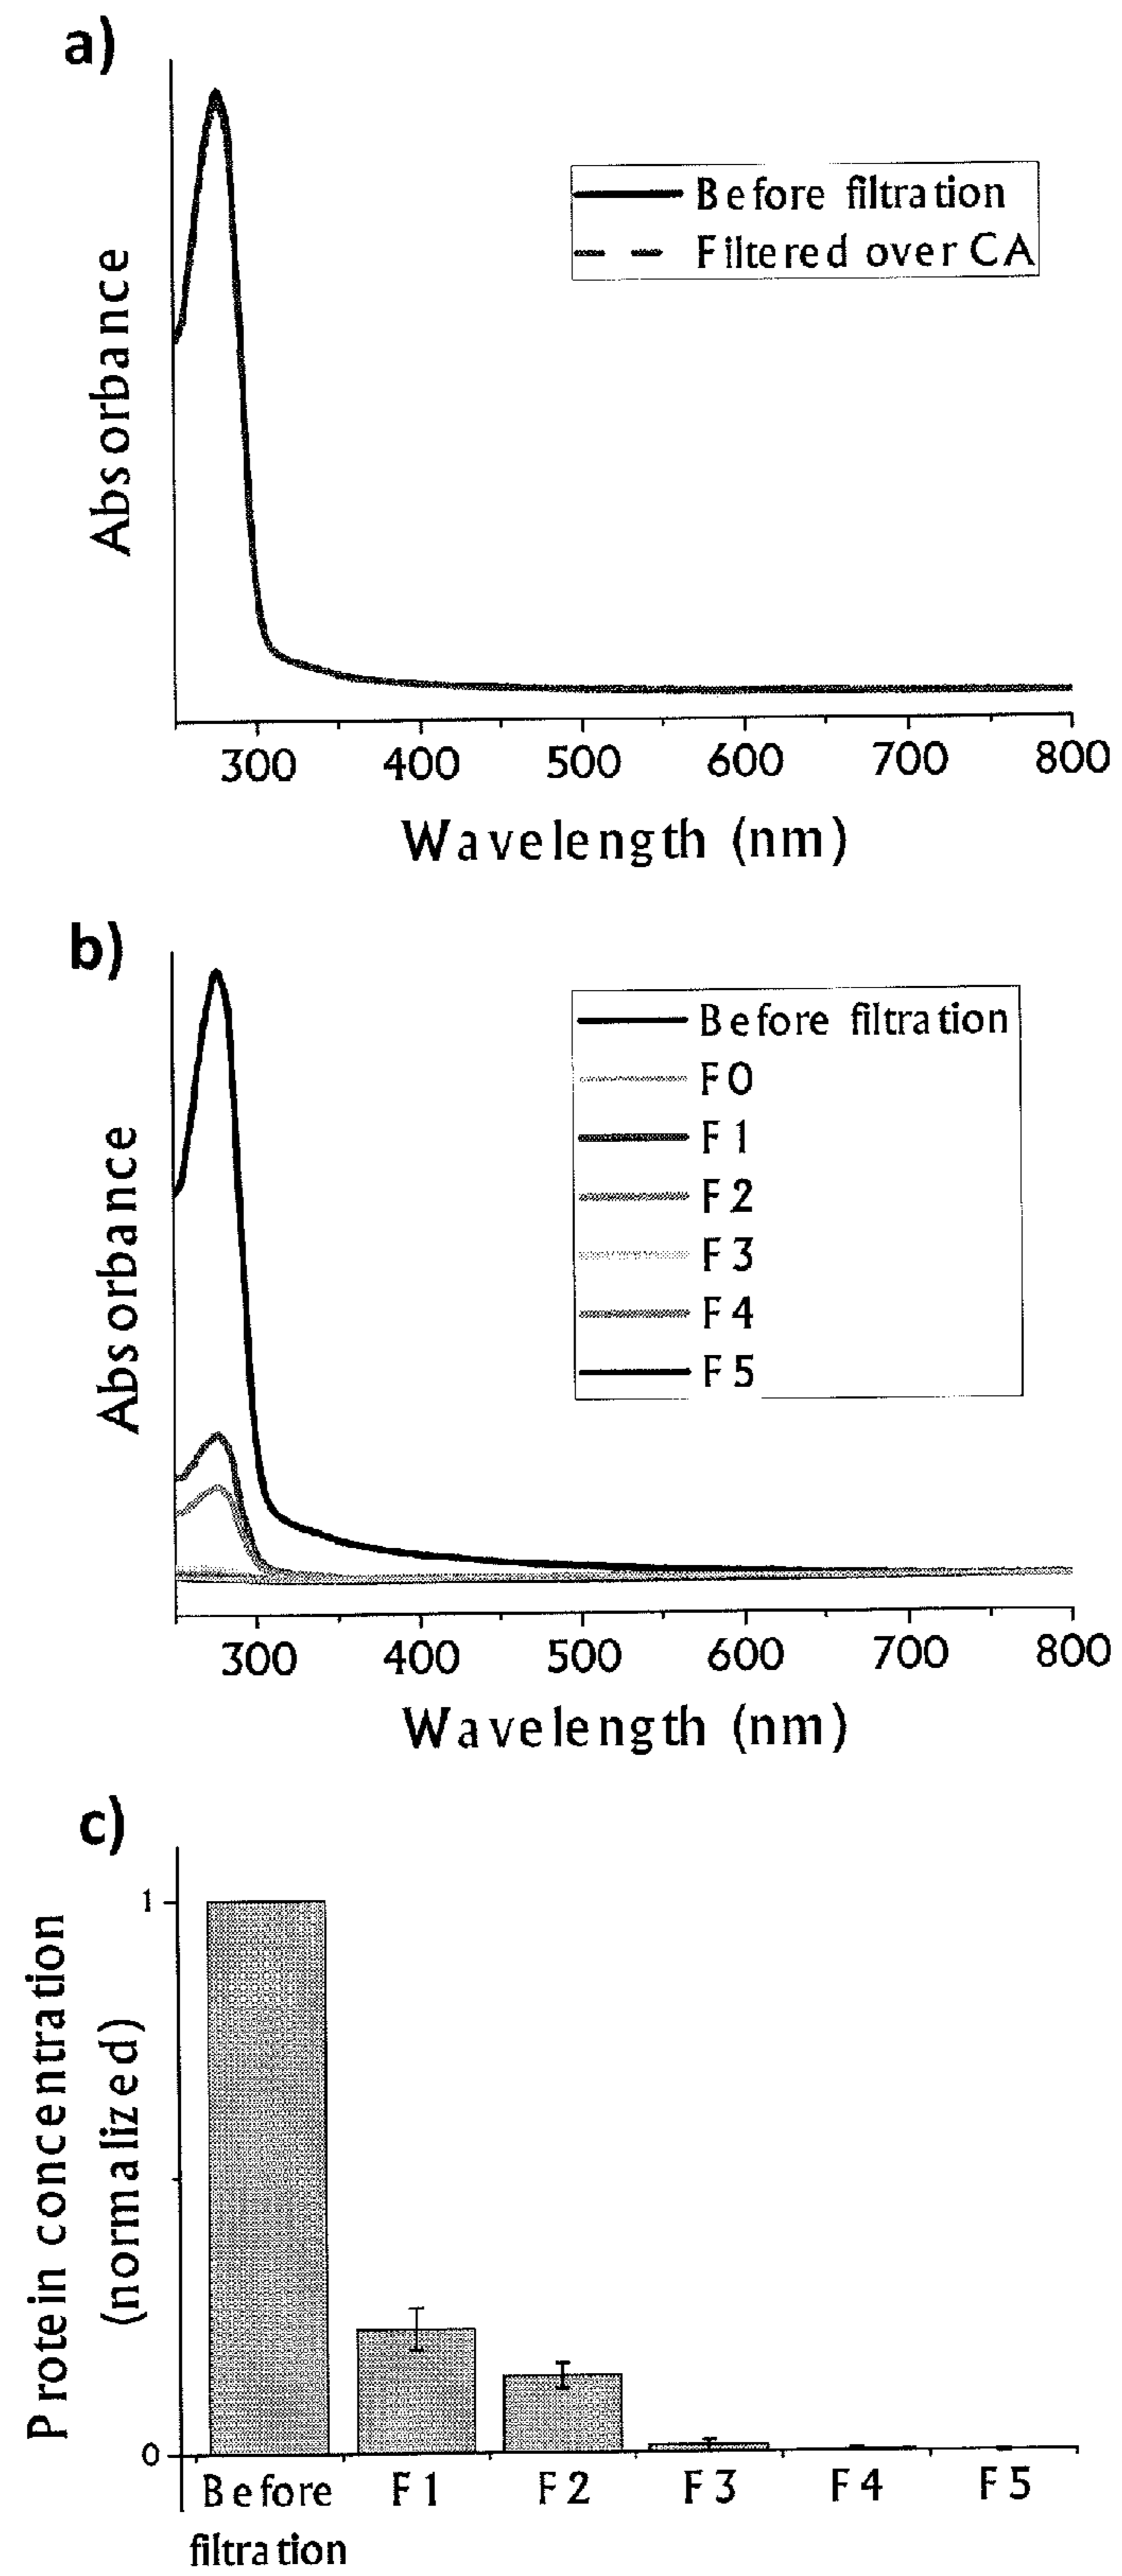 a)
Absorbance
Before filtration
Filtered over CA
300 400 500 600 700 800
Wavelength (nm)
b)
Absorbance
Before filtration
F0
F1
F2
F3
F4
F5
300 400 500 600 700 800
Wavelength (nm)
c)
Protein concentration
(normalized)
1
0
Before
filtration
F1 F2 F3 F4 F5